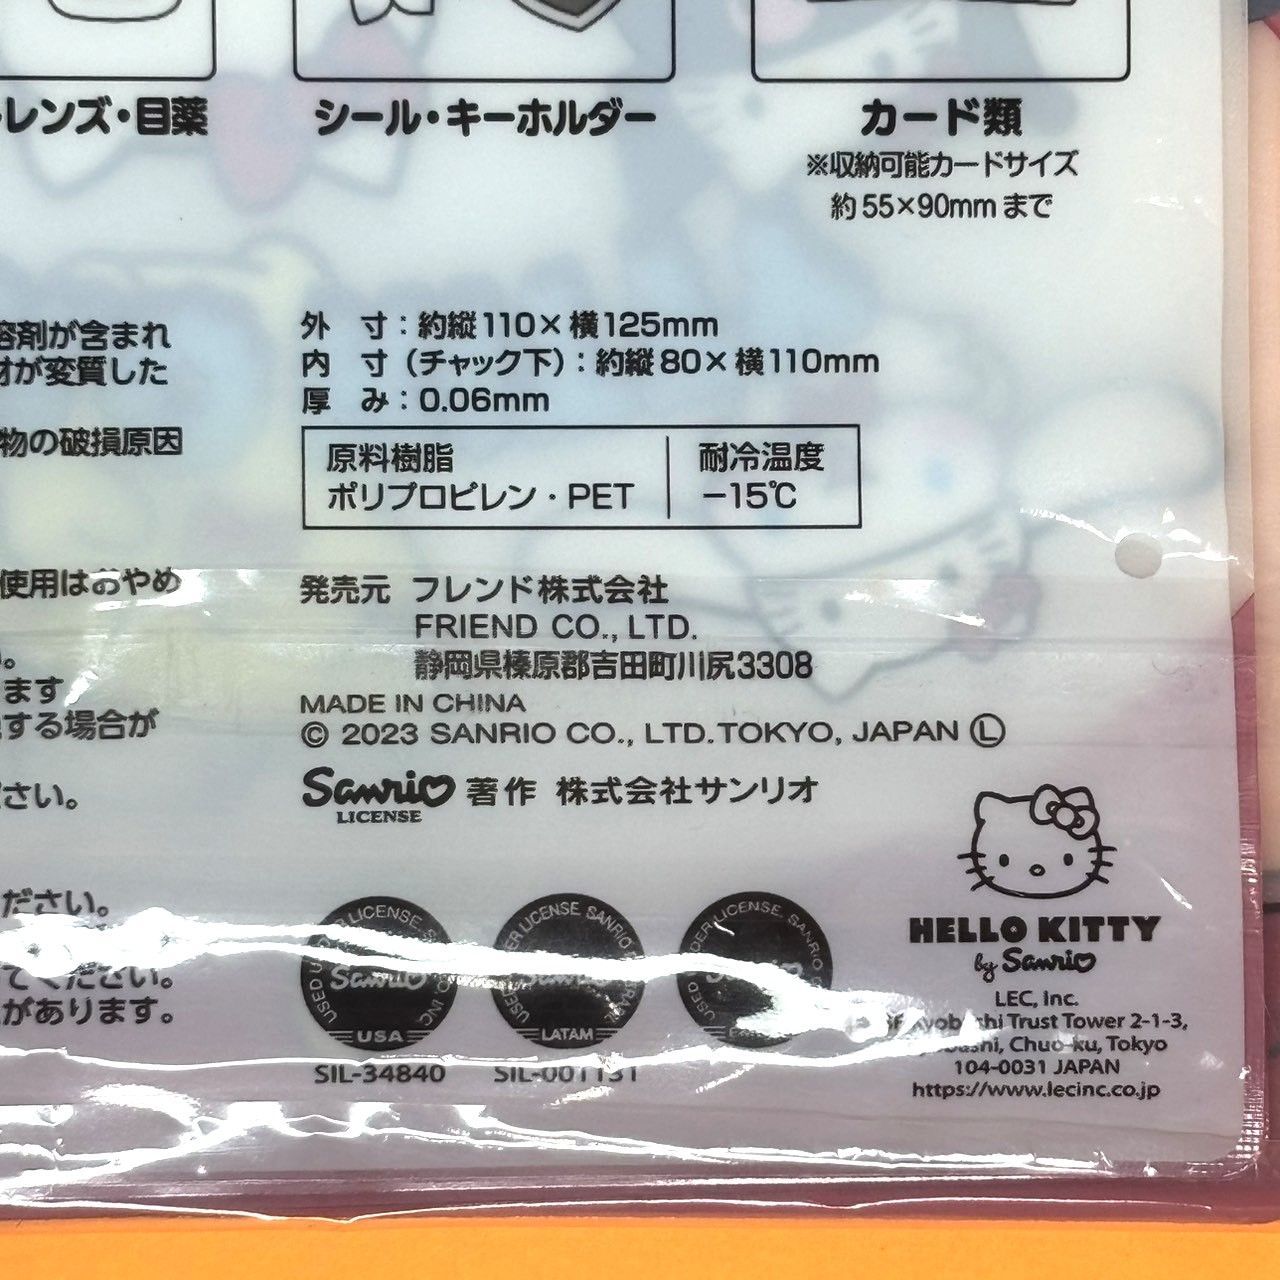 レンズ・目薬
シール・キーホルダー
カード類
※収納可能カードサイズ
約55×90mmまで
溶剤が含まれ
材が変質した
物の破損原因
使用はおやめ
ます
する場合が
さい。
ださい。
てください。
があります。
外 寸：約縦110×横125mm
内 寸（チャック下）：約縦80×横110mm
厚 み：0.06mm
原料樹脂
ポリプロピレン・PET
耐冷温度
−15℃
発売元 フレンド株式会社
FRIEND CO., LTD.
静岡県榛原郡吉田町川尻3308
MADE IN CHINA
© 2023 SANRIO CO., LTD. TOKYO, JAPAN Ⓛ
Sanrio 著作 株式会社サンリオ
LICENSE
Sanrio
USA
SIL-34840
LATAM
SIL-001131
HELLO KITTY
by Sanrio
LEC, Inc.
Trust Tower 2-1-3,
Chuo-ku, Tokyo
104-0031 JAPAN
https://www.lecinc.co.jp